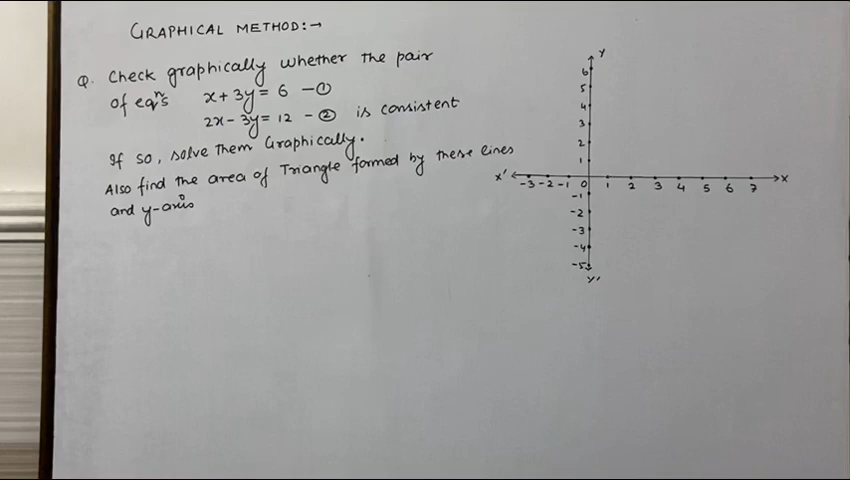 GRAPHICAL METHOD:→
Q. Check graphically whether the pair
of eqⁿs x + 3y = 6 — ①
2x - 3y = 12 - ② is consistent
If so, solve them Graphically.
Also find the area of Triangle formed by these lines
and y-axis
Y
6
5
4
3
2
1
X' -3 -2 -1 0 1 2 3 4 5 6 7 X
-1
-2
-3
-4
-5
Y'